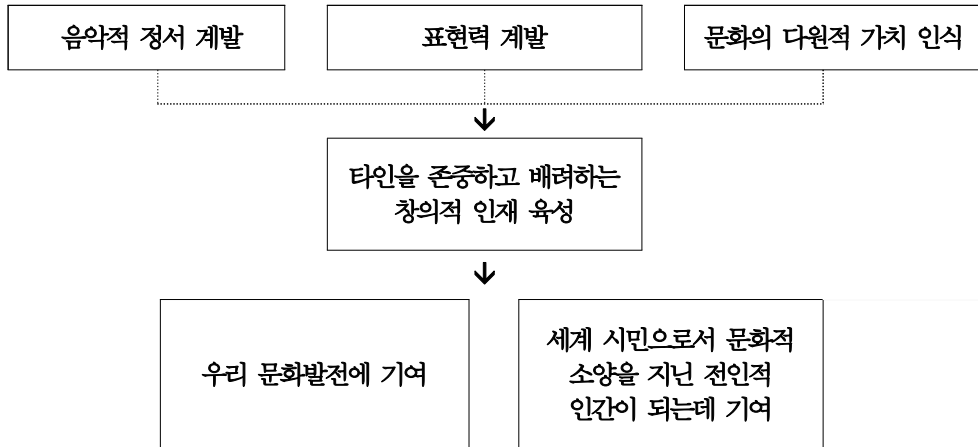 음악적 정서 계발
표현력 계발
문화의 다원적 가치 인식
타인을 존중하고 배려하는
창의적 인재 육성
우리 문화발전에 기여
세계 시민으로서 문화적
소양을 지닌 전인적
인간이 되는데 기여